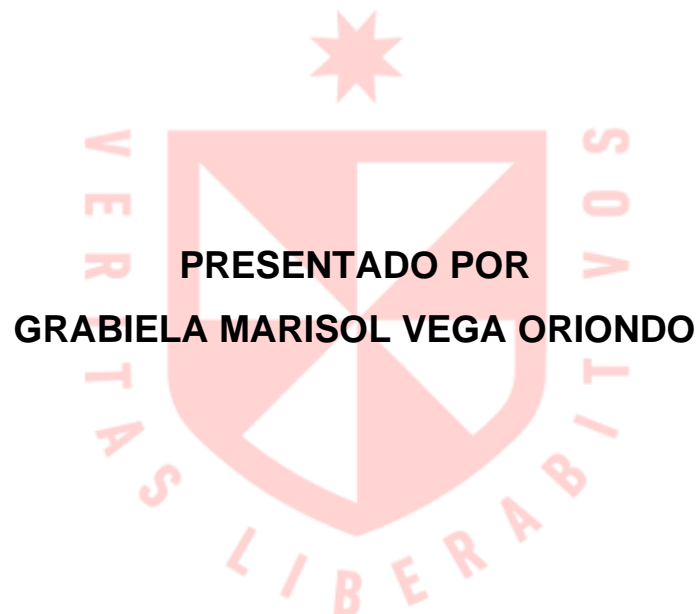 PRESENTADO POR
GRABIELA MARISOL VEGA ORIONDO
VERITAS LIBERABIT VOS